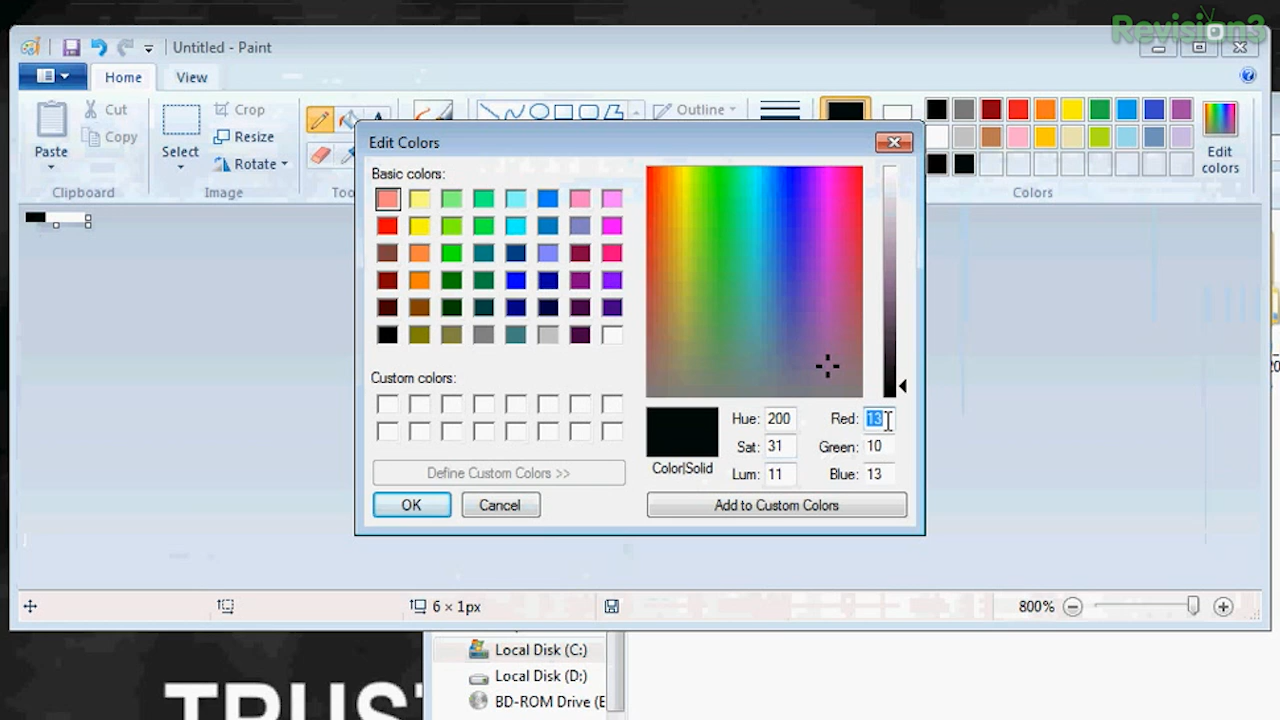 Revision3
Untitled - Paint
Home
View
Paste
Cut
Copy
Clipboard
Select
Crop
Resize
Rotate
Image
Too
Outline
Edit
colors
Colors
Edit Colors
Basic colors:
Custom colors:
Define Custom Colors >>
OK
Cancel
Color|Solid
Hue: 200
Sat: 31
Lum: 11
Red: 13
Green: 10
Blue: 13
Add to Custom Colors
6 × 1px
800%
Local Disk (C:)
Local Disk (D:)
BD-ROM Drive (E
TRUST